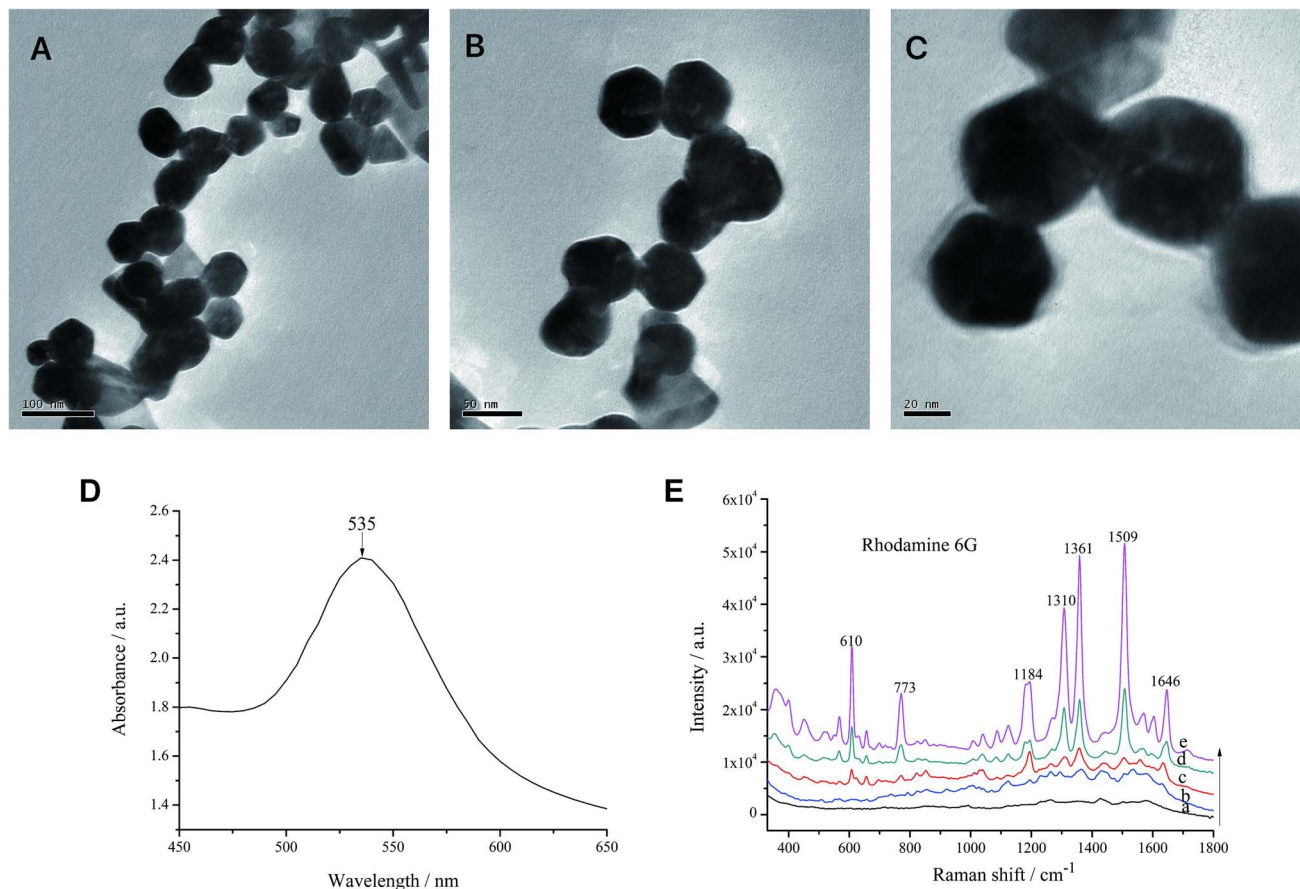 A
B
C
100 nm
50 nm
20 nm
D
2.6
2.4
2.2
2.0
1.8
1.6
1.4
535
Absorbance / a.u.
450
500
550
600
650
Wavelength / nm
E
6x10⁴
5x10⁴
4x10⁴
3x10⁴
2x10⁴
1x10⁴
0
Intensity / a.u.
Rhodamine 6G
610
773
1184
1310
1361
1509
1646
e
d
c
b
a
400
600
800
1000
1200
1400
1600
1800
Raman shift / cm⁻¹